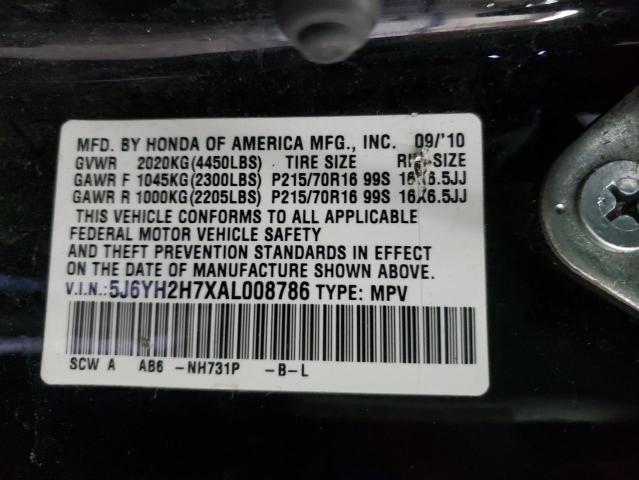 MFD. BY HONDA OF AMERICA MFG., INC. 09/'10
GVWR 2020KG(4450LBS) TIRE SIZE RIM SIZE
GAWR F 1045KG(2300LBS) P215/70R16 99S 16X6.5JJ
GAWR R 1000KG(2205LBS) P215/70R16 99S 16X6.5JJ
THIS VEHICLE CONFORMS TO ALL APPLICABLE
FEDERAL MOTOR VEHICLE SAFETY
AND THEFT PREVENTION STANDARDS IN EFFECT
ON THE DATE OF MANUFACTURE SHOWN ABOVE.
V.I.N.:5J6YH2H7XAL008786 TYPE: MPV
SCW A AB6 -NH731P -B-L